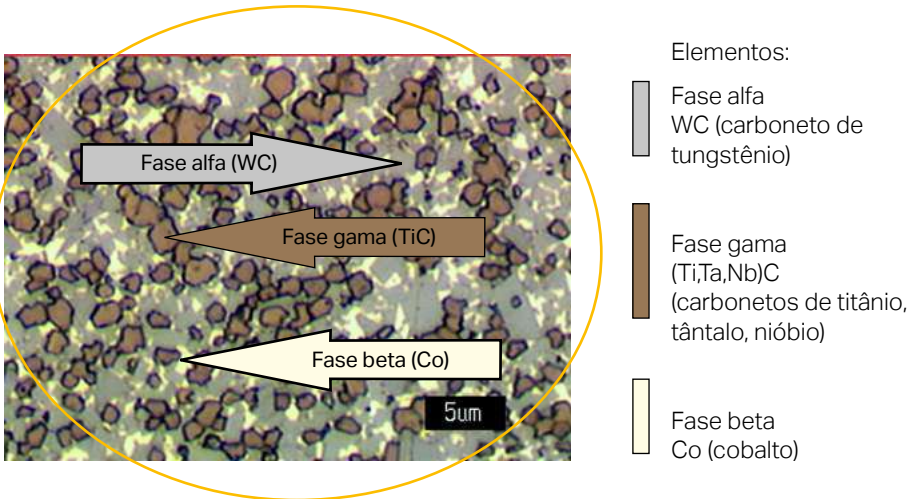 Elementos:
Fase alfa
WC (carboneto de
tungstênio)
Fase alfa (WC)
Fase gama (TiC)
Fase gama
(Ti,Ta,Nb)C
(carbonetos de titânio,
tântalo, nióbio)
Fase beta (Co)
5um
Fase beta
Co (cobalto)